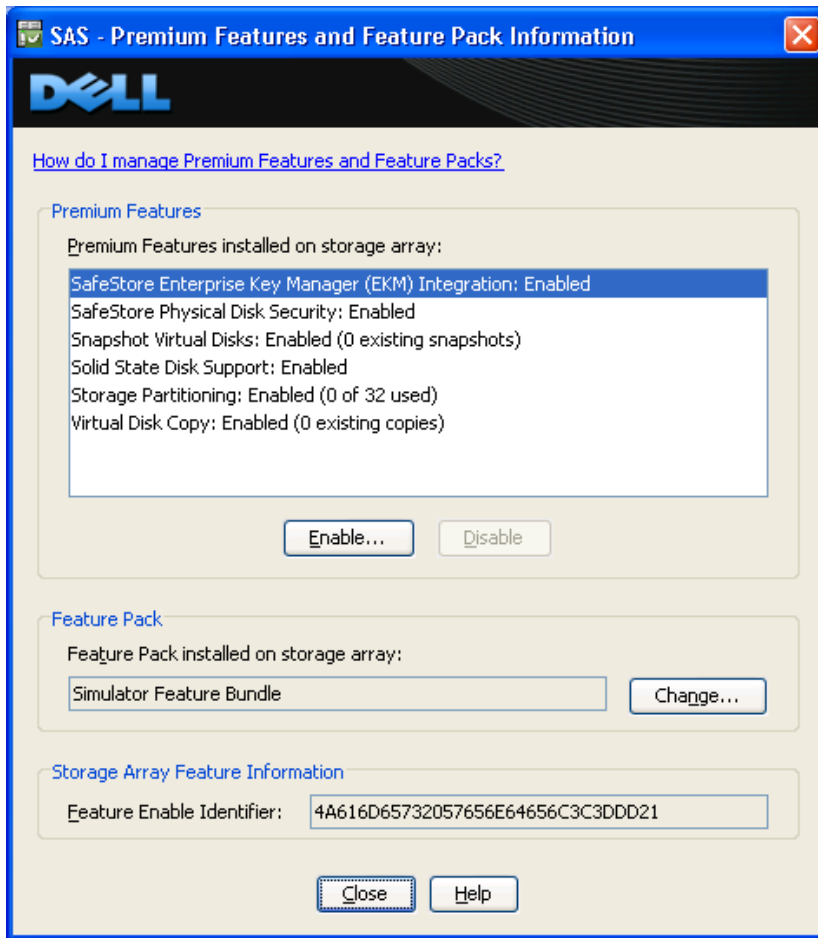 SAS - Premium Features and Feature Pack Information
DELL
How do I manage Premium Features and Feature Packs?
Premium Features
Premium Features installed on storage array:
SafeStore Enterprise Key Manager (EKM) Integration: Enabled
SafeStore Physical Disk Security: Enabled
Snapshot Virtual Disks: Enabled (0 existing snapshots)
Solid State Disk Support: Enabled
Storage Partitioning: Enabled (0 of 32 used)
Virtual Disk Copy: Enabled (0 existing copies)
Enable... Disable
Feature Pack
Feature Pack installed on storage array:
Simulator Feature Bundle Change...
Storage Array Feature Information
Feature Enable Identifier: 4A616D65732057656E64656C3C3DDD21
Close Help